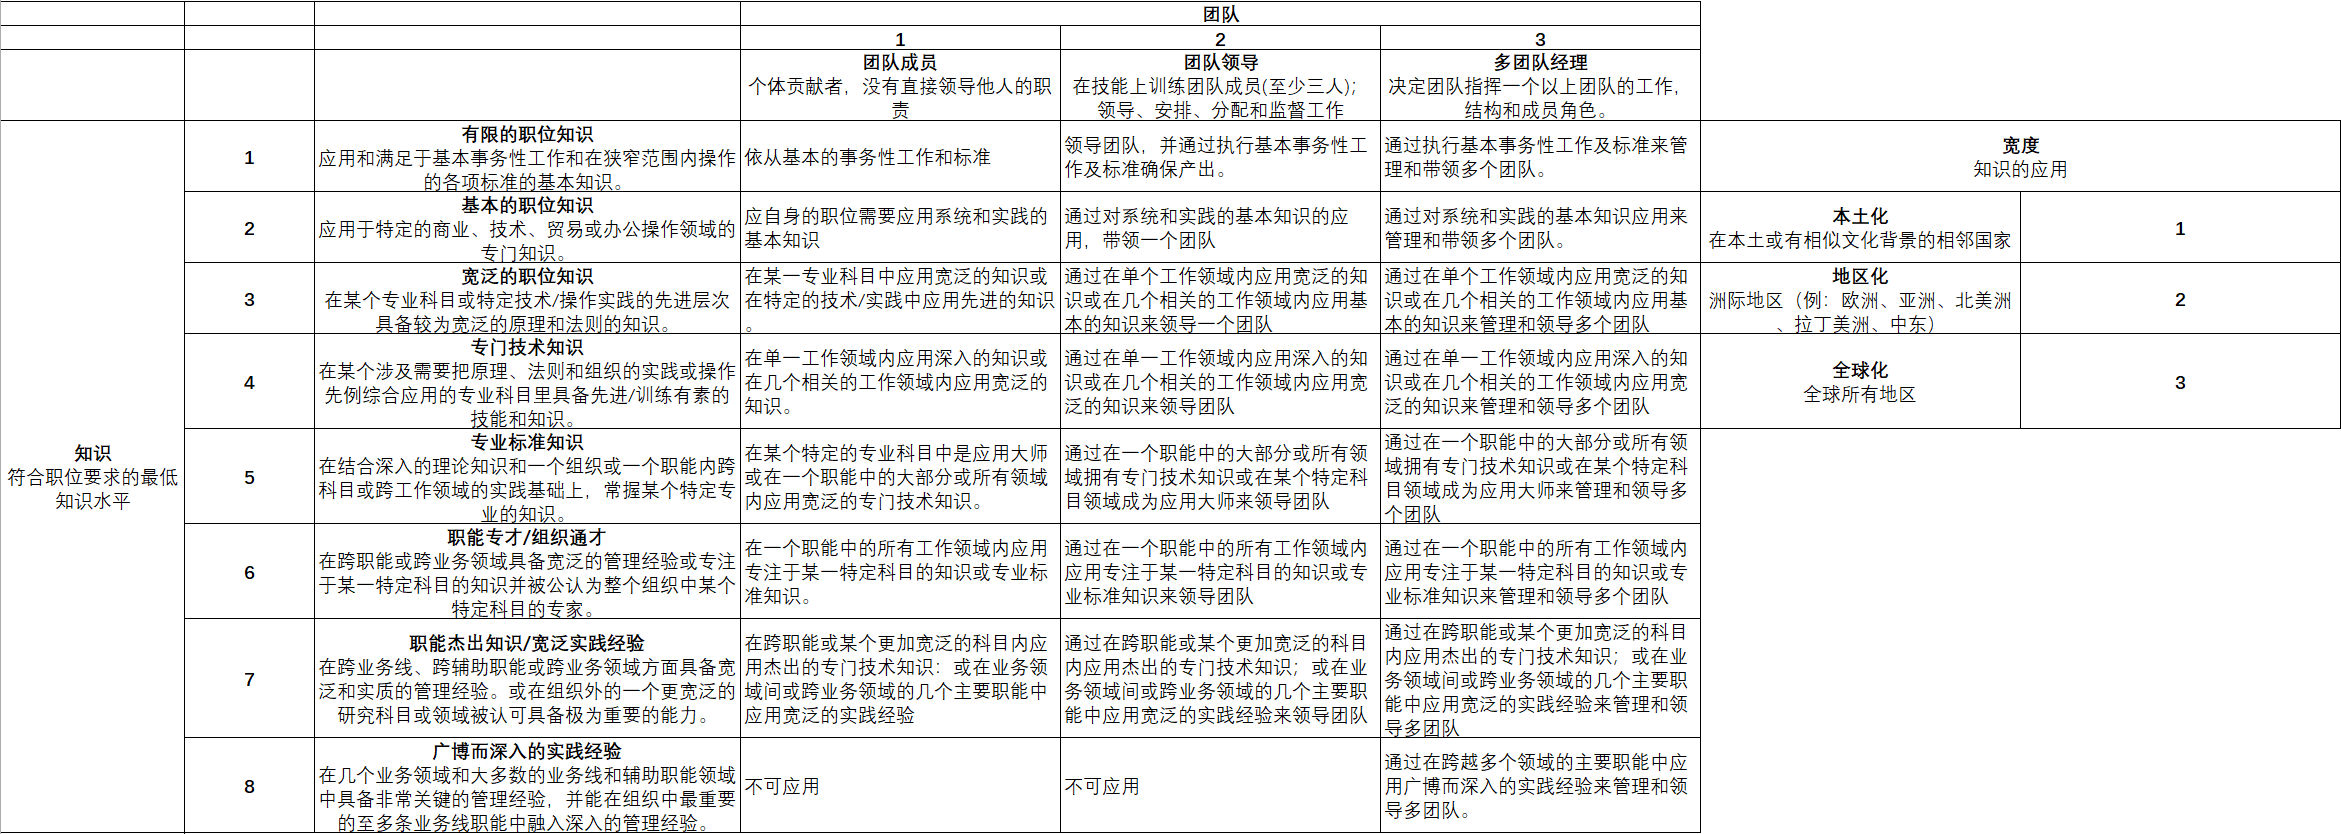 团队
1
2
3
团队成员
个体贡献者，没有直接领导他人的职
责
团队领导
在技能上训练团队成员(至少三人)；
领导、安排、分配和监督工作
多团队经理
决定团队指挥一个以上团队的工作，
结构和成员角色。
知识
符合职位要求的最低
知识水平
1
有限的职位知识
应用和满足于基本事务性工作和在狭窄范围内操作
的各项标准的基本知识。
依从基本的事务性工作和标准
领导团队，并通过执行基本事务性工
作及标准确保产出。
通过执行基本事务性工作及标准来管
理和带领多个团队。
宽度
知识的应用
2
基本的职位知识
应用于特定的商业、技术、贸易或办公操作领域的
专门知识。
应自身的职位需要应用系统和实践的
基本知识
通过对系统和实践的基本知识的应
用，带领一个团队
通过对系统和实践的基本知识应用来
管理和带领多个团队。
本土化
在本土或有相似文化背景的相邻国家
1
3
宽泛的职位知识
在某个专业科目或特定技术/操作实践的先进层次
具备较为宽泛的原理和法则的知识。
在某一专业科目中应用宽泛的知识或
在特定的技术/实践中应用先进的知识
。
通过在单个工作领域内应用宽泛的知
识或在几个相关的工作领域内应用基
本的知识来领导一个团队
通过在单个工作领域内应用宽泛的知
识或在几个相关的工作领域内应用基
本的知识来管理和领导多个团队
地区化
洲际地区（例：欧洲、亚洲、北美洲
、拉丁美洲、中东）
2
4
专门技术知识
在某个涉及需要把原理、法则和组织的实践或操作
先例综合应用的专业科目里具备先进/训练有素的
技能和知识。
在单一工作领域内应用深入的知识或
在几个相关的工作领域内应用宽泛的
知识。
通过在单一工作领域内应用深入的知
识或在几个相关的工作领域内应用宽
泛的知识来领导团队
通过在单一工作领域内应用深入的知
识或在几个相关的工作领域内应用宽
泛的知识来管理和领导多个团队
全球化
全球所有地区
3
5
专业标准知识
在结合深入的理论知识和一个组织或一个职能内跨
科目或跨工作领域的实践基础上，常握某个特定专
业的知识。
在某个特定的专业科目中是应用大师
或在一个职能中的大部分或所有领域
内应用宽泛的专门技术知识。
通过在一个职能中的大部分或所有领
域拥有专门技术知识或在某个特定科
目领域成为应用大师来领导团队
通过在一个职能中的大部分或所有领
域拥有专门技术知识或在某个特定科
目领域成为应用大师来管理和领导多
个团队
6
职能专才/组织通才
在跨职能或跨业务领域具备宽泛的管理经验或专注
于某一特定科目的知识并被公认为整个组织中某个
特定科目的专家。
在一个职能中的所有工作领域内应用
专注于某一特定科目的知识或专业标
准知识。
通过在一个职能中的所有工作领域内
应用专注于某一特定科目的知识或专
业标准知识来领导团队
通过在一个职能中的所有工作领域内
应用专注于某一特定科目的知识或专
业标准知识来管理和领导多个团队
7
职能杰出知识/宽泛实践经验
在跨业务线、跨辅助职能或跨业务领域方面具备宽
泛和实质的管理经验。或在组织外的一个更宽泛的
研究科目或领域被认可具备极为重要的能力。
在跨职能或某个更加宽泛的科目内应
用杰出的专门技术知识：或在业务领
域间或跨业务领域的几个主要职能中
应用宽泛的实践经验
通过在跨职能或某个更加宽泛的科目
内应用杰出的专门技术知识；或在业
务领域间或跨业务领域的几个主要职
能中应用宽泛的实践经验来领导团队
通过在跨职能或某个更加宽泛的科目
内应用杰出的专门技术知识；或在业
务领域间或跨业务领域的几个主要职
能中应用宽泛的实践经验来管理和领
导多团队
8
广博而深入的实践经验
在几个业务领域和大多数的业务线和辅助职能领域
中具备非常关键的管理经验，并能在组织中最重要
的至多条业务线职能中融入深入的管理经验。
不可应用
不可应用
通过在跨越多个领域的主要职能中应
用广博而深入的实践经验来管理和领
导多团队。